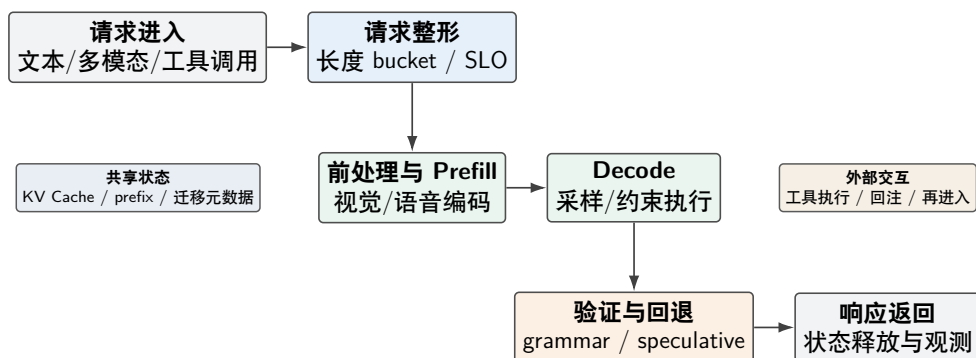 请求进入
文本/多模态/工具调用
请求整形
长度 bucket / SLO
共享状态
KV Cache / prefix / 迁移元数据
前处理与 Prefill
视觉/语音编码
Decode
采样/约束执行
外部交互
工具执行 / 回注 / 再进入
验证与回退
grammar / speculative
响应返回
状态释放与观测